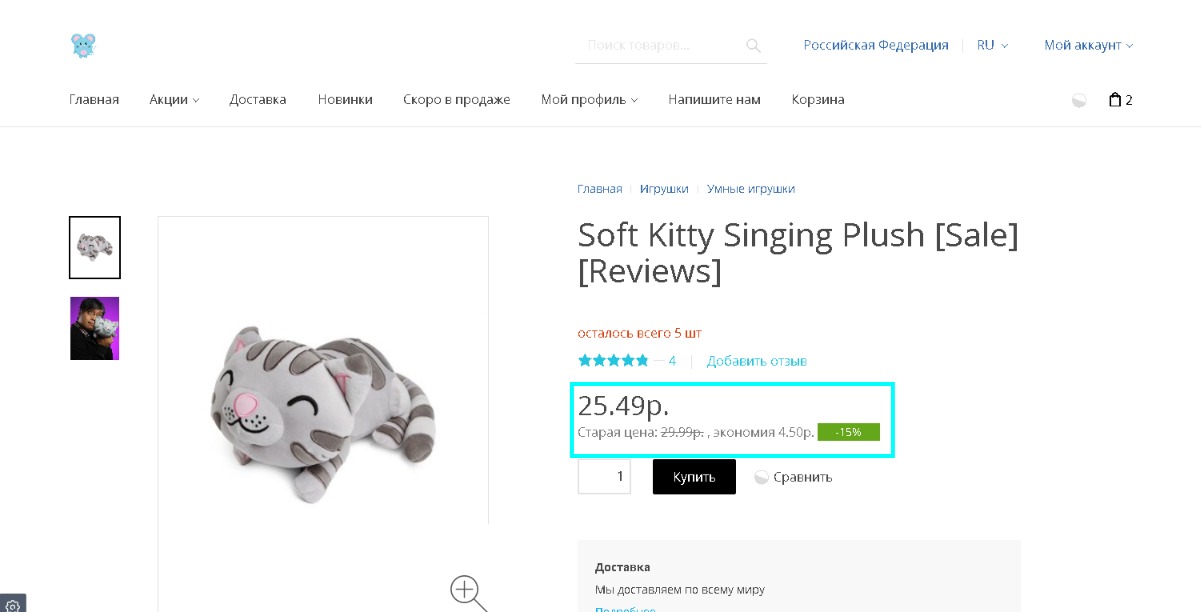 Поиск товаров...
Российская Федерация
RU
Мой аккаунт
Главная
Акции
Доставка
Новинки
Скоро в продаже
Мой профиль
Напишите нам
Корзина
2
Главная
Игрушки
Умные игрушки
Soft Kitty Singing Plush [Sale]
[Reviews]
осталось всего 5 шт
— 4
Добавить отзыв
25.49р.
Старая цена: 29.99р. , экономия 4.50р. -15%
1
Купить
Сравнить
Доставка
Мы доставляем по всему миру
Подробнее